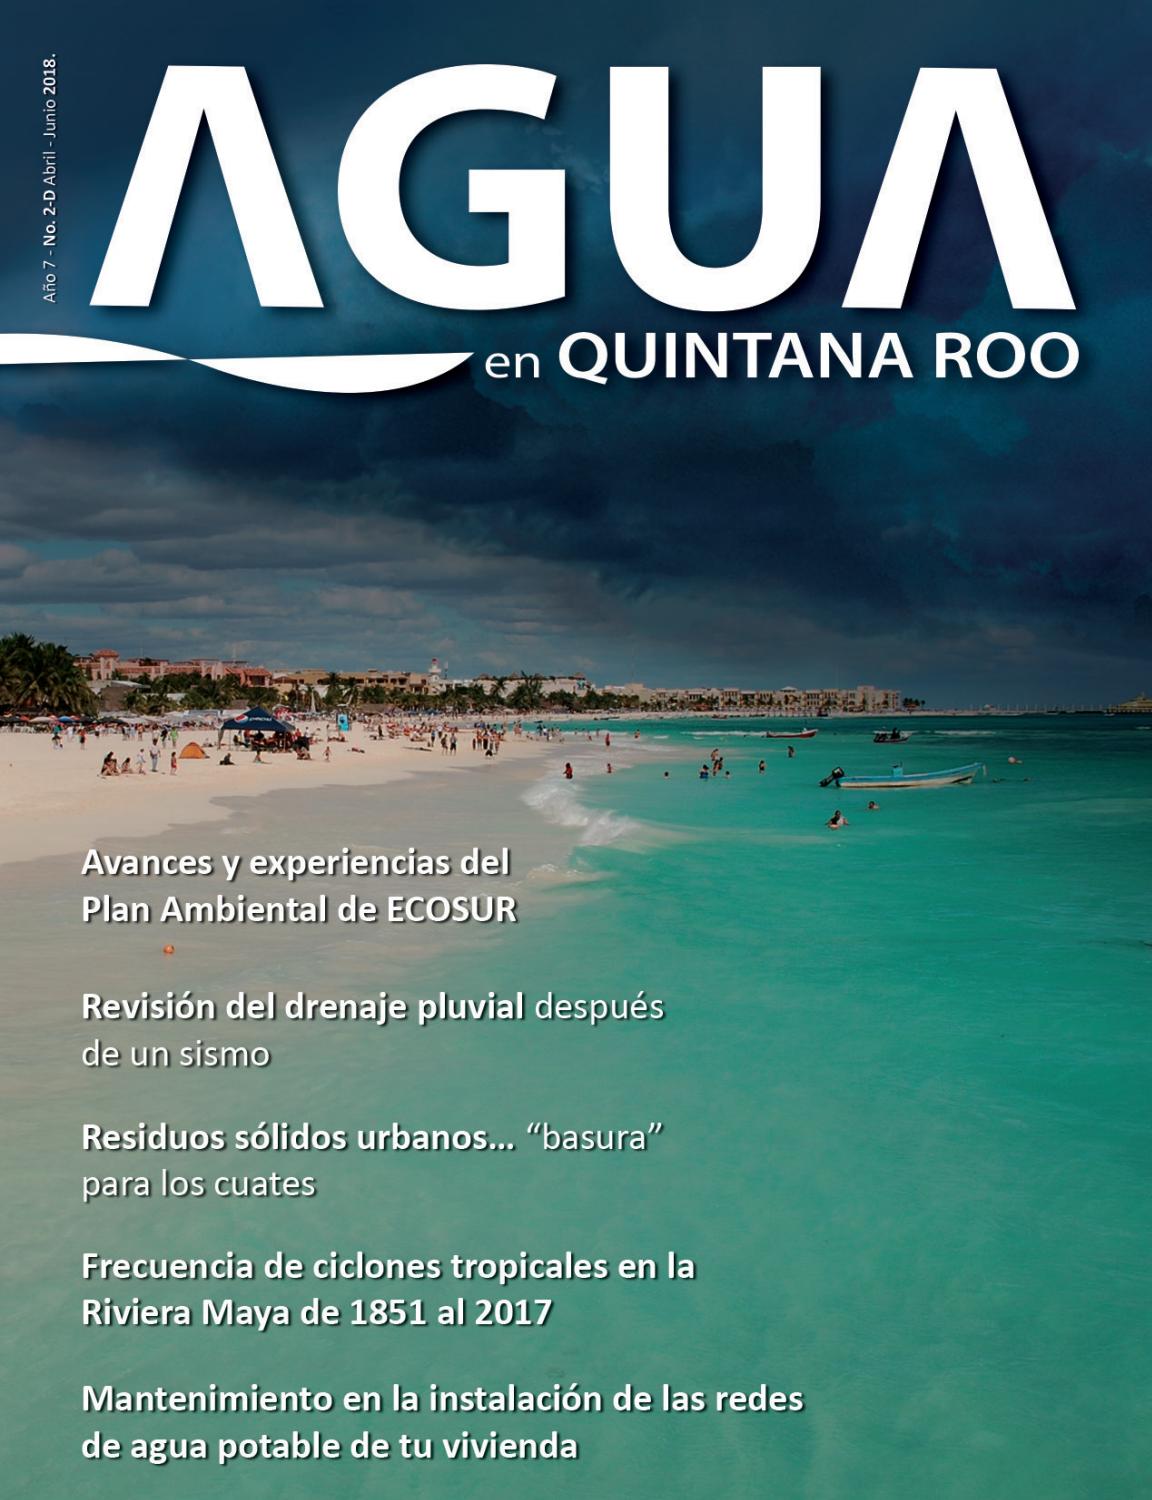 Año 7 - No. 2-D Abril - Junio 2018.
AGUA
en QUINTANA ROO
Avances y experiencias del
Plan Ambiental de ECOSUR
Revisión del drenaje pluvial después
de un sismo
Residuos sólidos urbanos... “basura”
para los cuates
Frecuencia de ciclones tropicales en la
Riviera Maya de 1851 al 2017
Mantenimiento en la instalación de las redes
de agua potable de tu vivienda